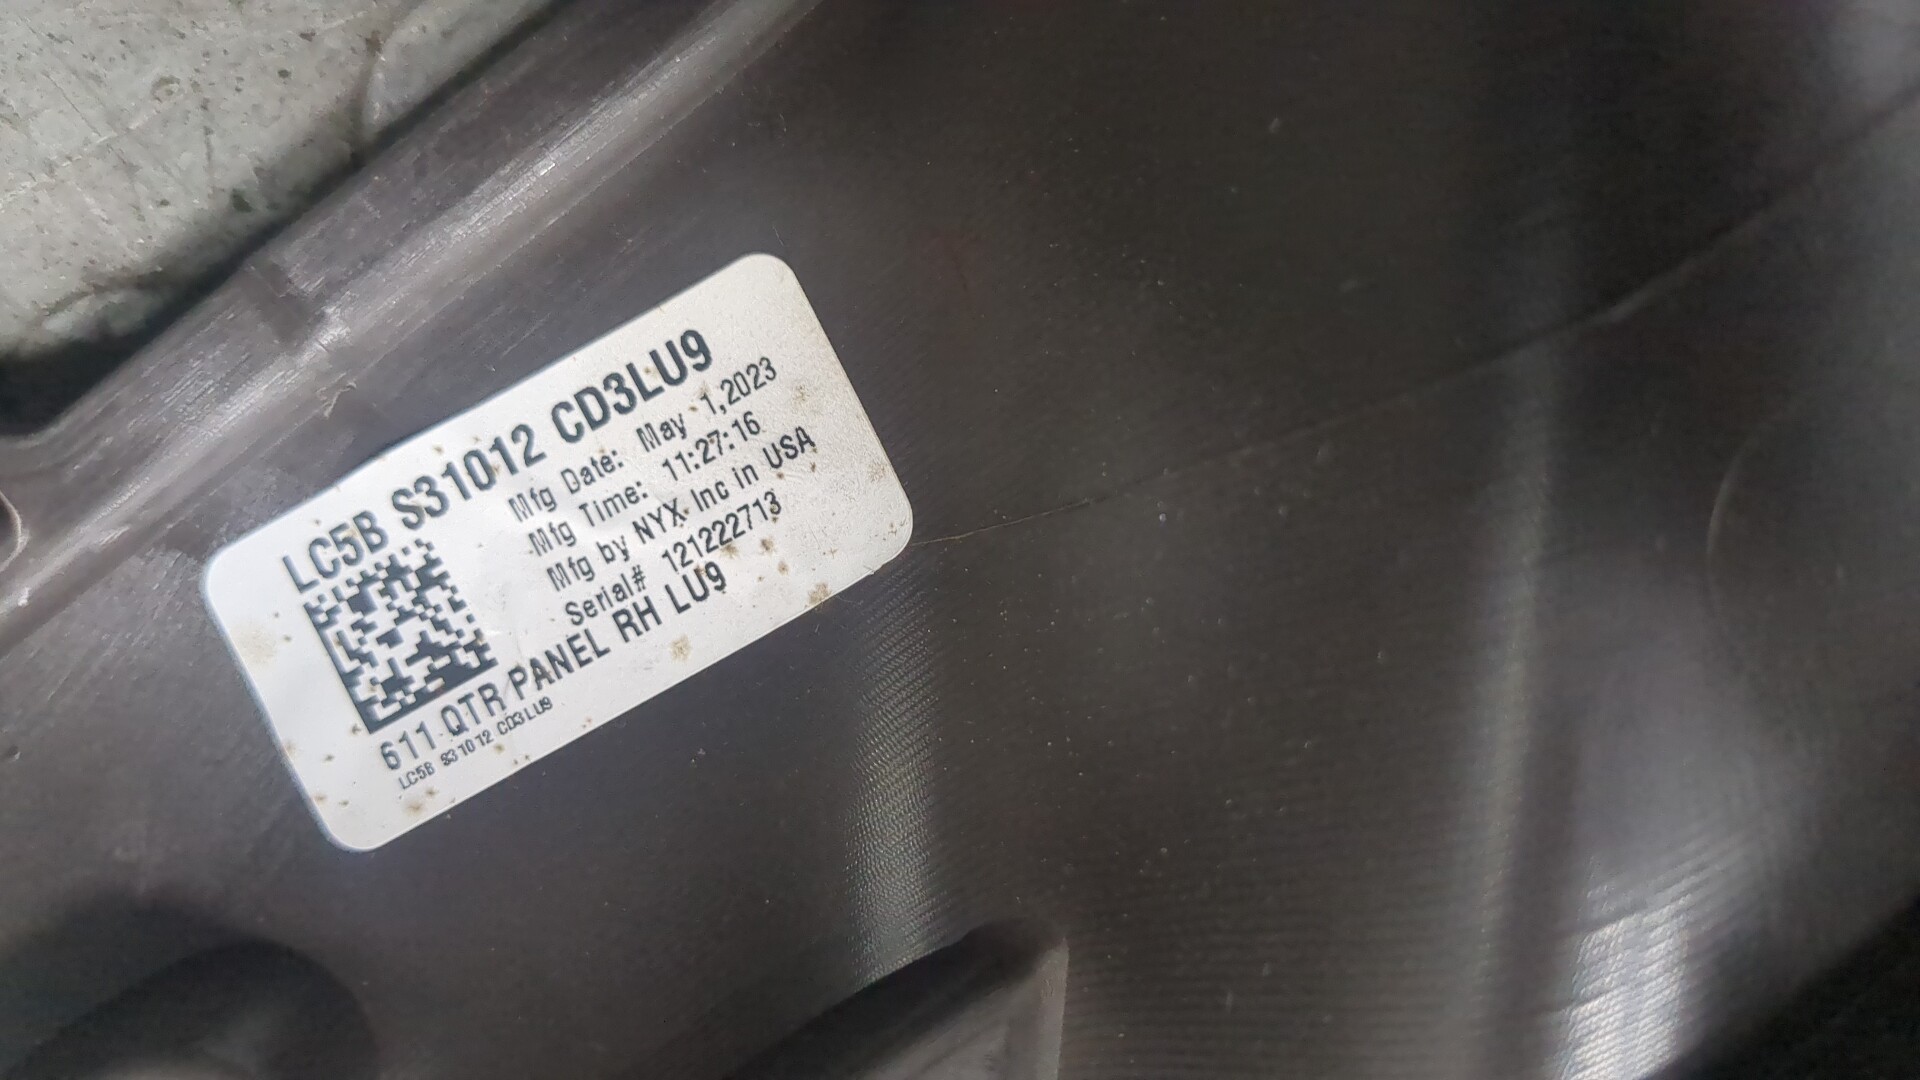 LC5B S31012 CD3LU9
Mfg Date: May 1,2023
Mfg Time: 11:27:16
Mfg by NYX Inc in USA
Serial# 121222713
611 QTR PANEL RH LU9
LC5B S31012 CD3LU9